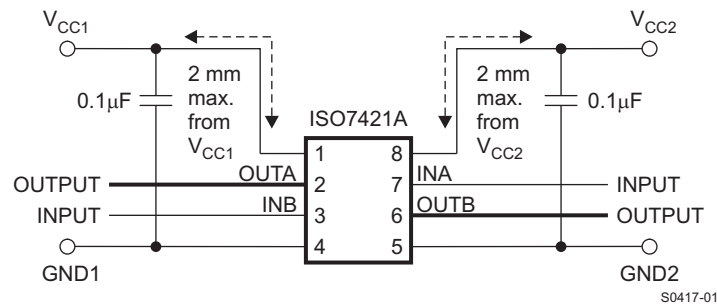 VCC1
VCC2
2 mm
max.
from
VCC1
2 mm
max.
from
VCC2
0.1μF
0.1μF
ISO7421A
1
8
OUTPUT
OUTA
2
7
INA
INPUT
INPUT
INB
3
6
OUTB
OUTPUT
4
5
GND1
GND2
S0417-01